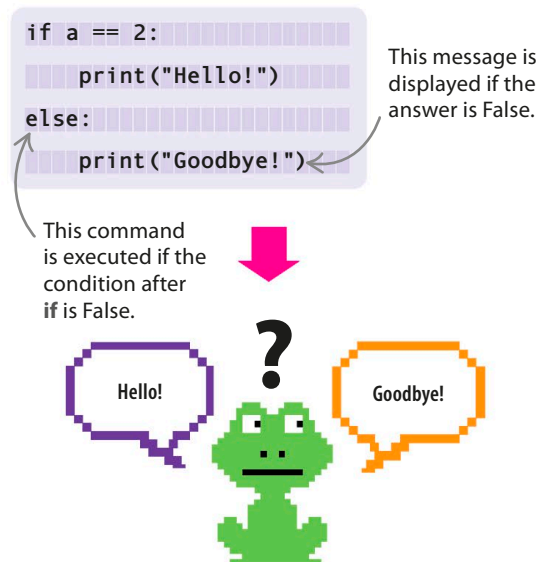 if a == 2:
    print("Hello!")
else:
    print("Goodbye!")
This message is
displayed if the
answer is False.
This command
is executed if the
condition after
if is False.
?
Hello!
Goodbye!